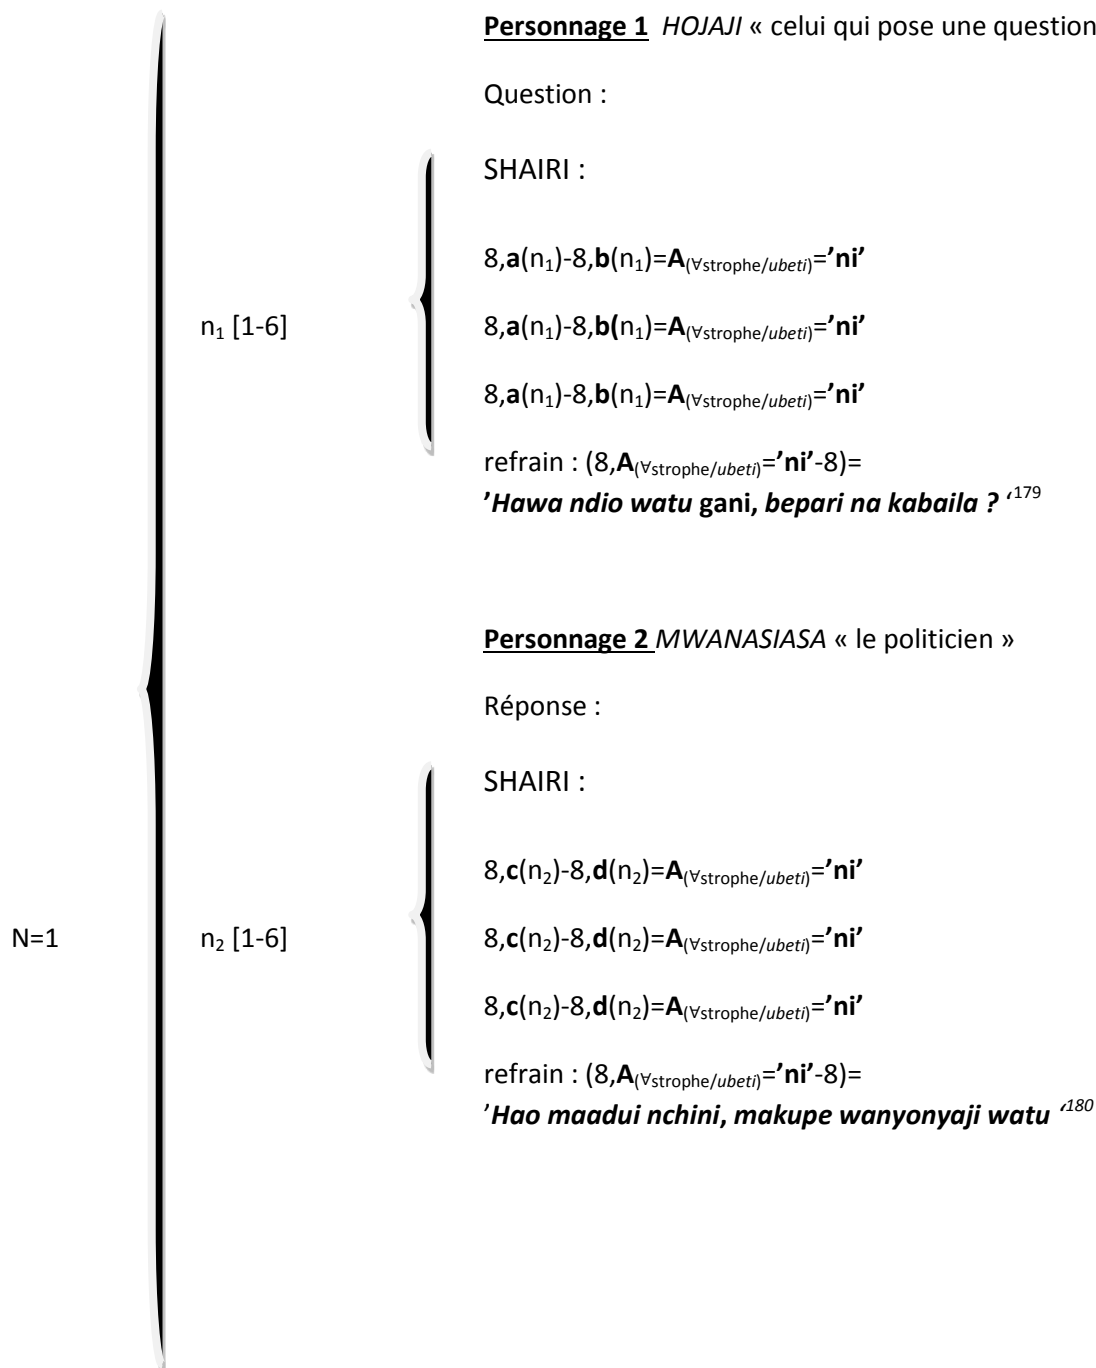 Personnage 1 HOJAJI « celui qui pose une question
Question :
SHAIRI :
8,a(n₁)-8,b(n₁)=A(∀strophe/ubeti)=’ni’
n₁ [1-6]
8,a(n₁)-8,b(n₁)=A(∀strophe/ubeti)=’ni’
8,a(n₁)-8,b(n₁)=A(∀strophe/ubeti)=’ni’
refrain : (8,A(∀strophe/ubeti)=’ni’-8)=
’Hawa ndio watu gani, bepari na kabaila ? ‘179
Personnage 2 MWANASIASA « le politicien »
Réponse :
SHAIRI :
8,c(n₂)-8,d(n₂)=A(∀strophe/ubeti)=’ni’
N=1
n₂ [1-6]
8,c(n₂)-8,d(n₂)=A(∀strophe/ubeti)=’ni’
8,c(n₂)-8,d(n₂)=A(∀strophe/ubeti)=’ni’
refrain : (8,A(∀strophe/ubeti)=’ni’-8)=
’Hao maadui nchini, makupe wanyonyaji watu ‘180